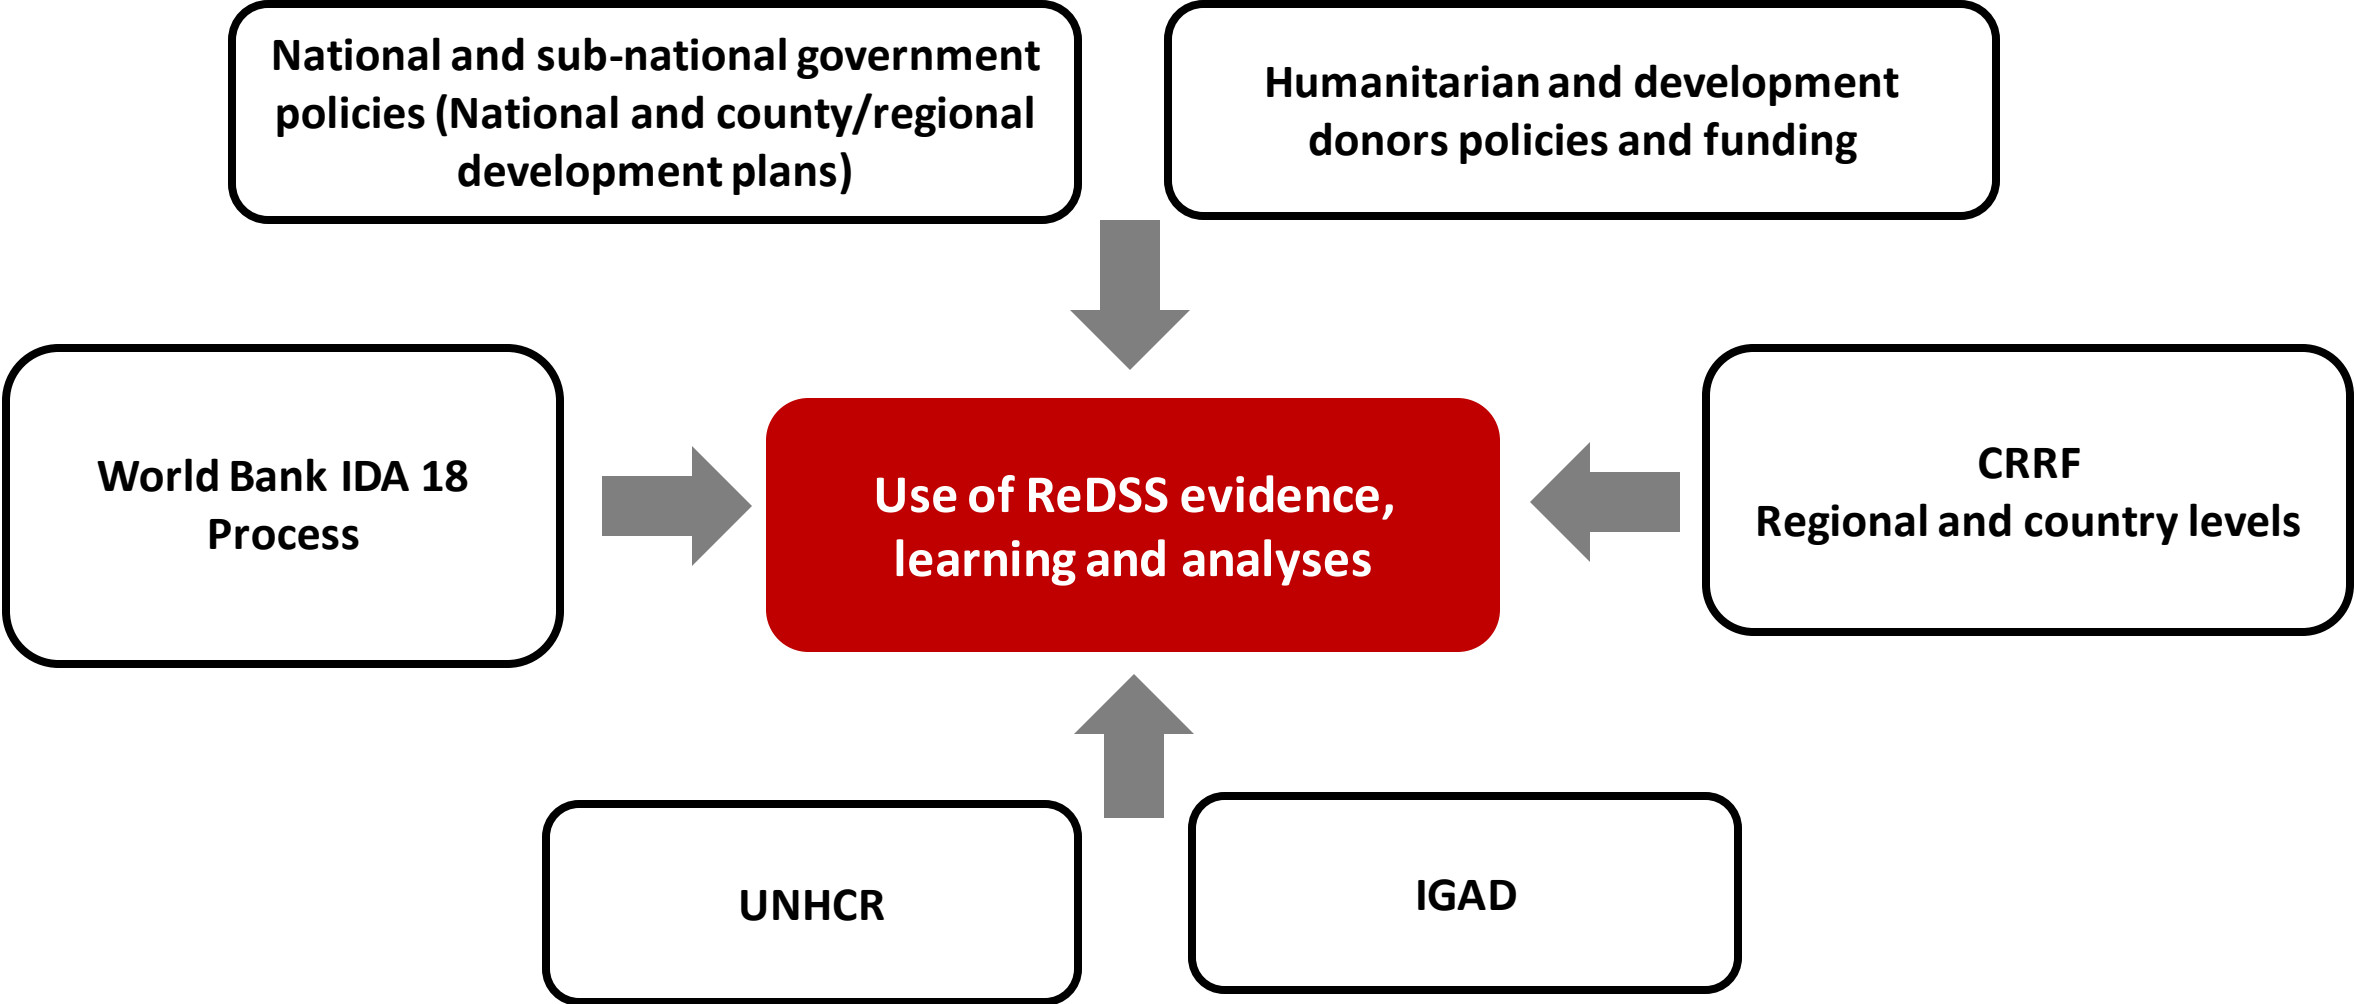 National and sub-national government
policies (National and county/regional
development plans)
Humanitarian and development
donors policies and funding
World Bank IDA 18
Process
Use of ReDSS evidence,
learning and analyses
CRRF
Regional and country levels
UNHCR
IGAD